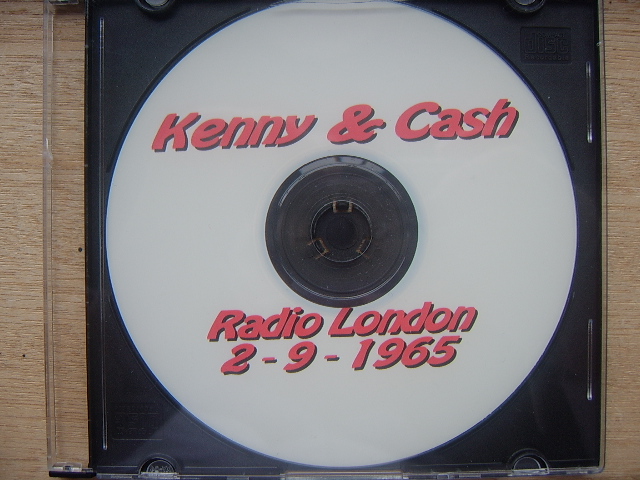 Kenny & Cash
Radio London
2 - 9 - 1965